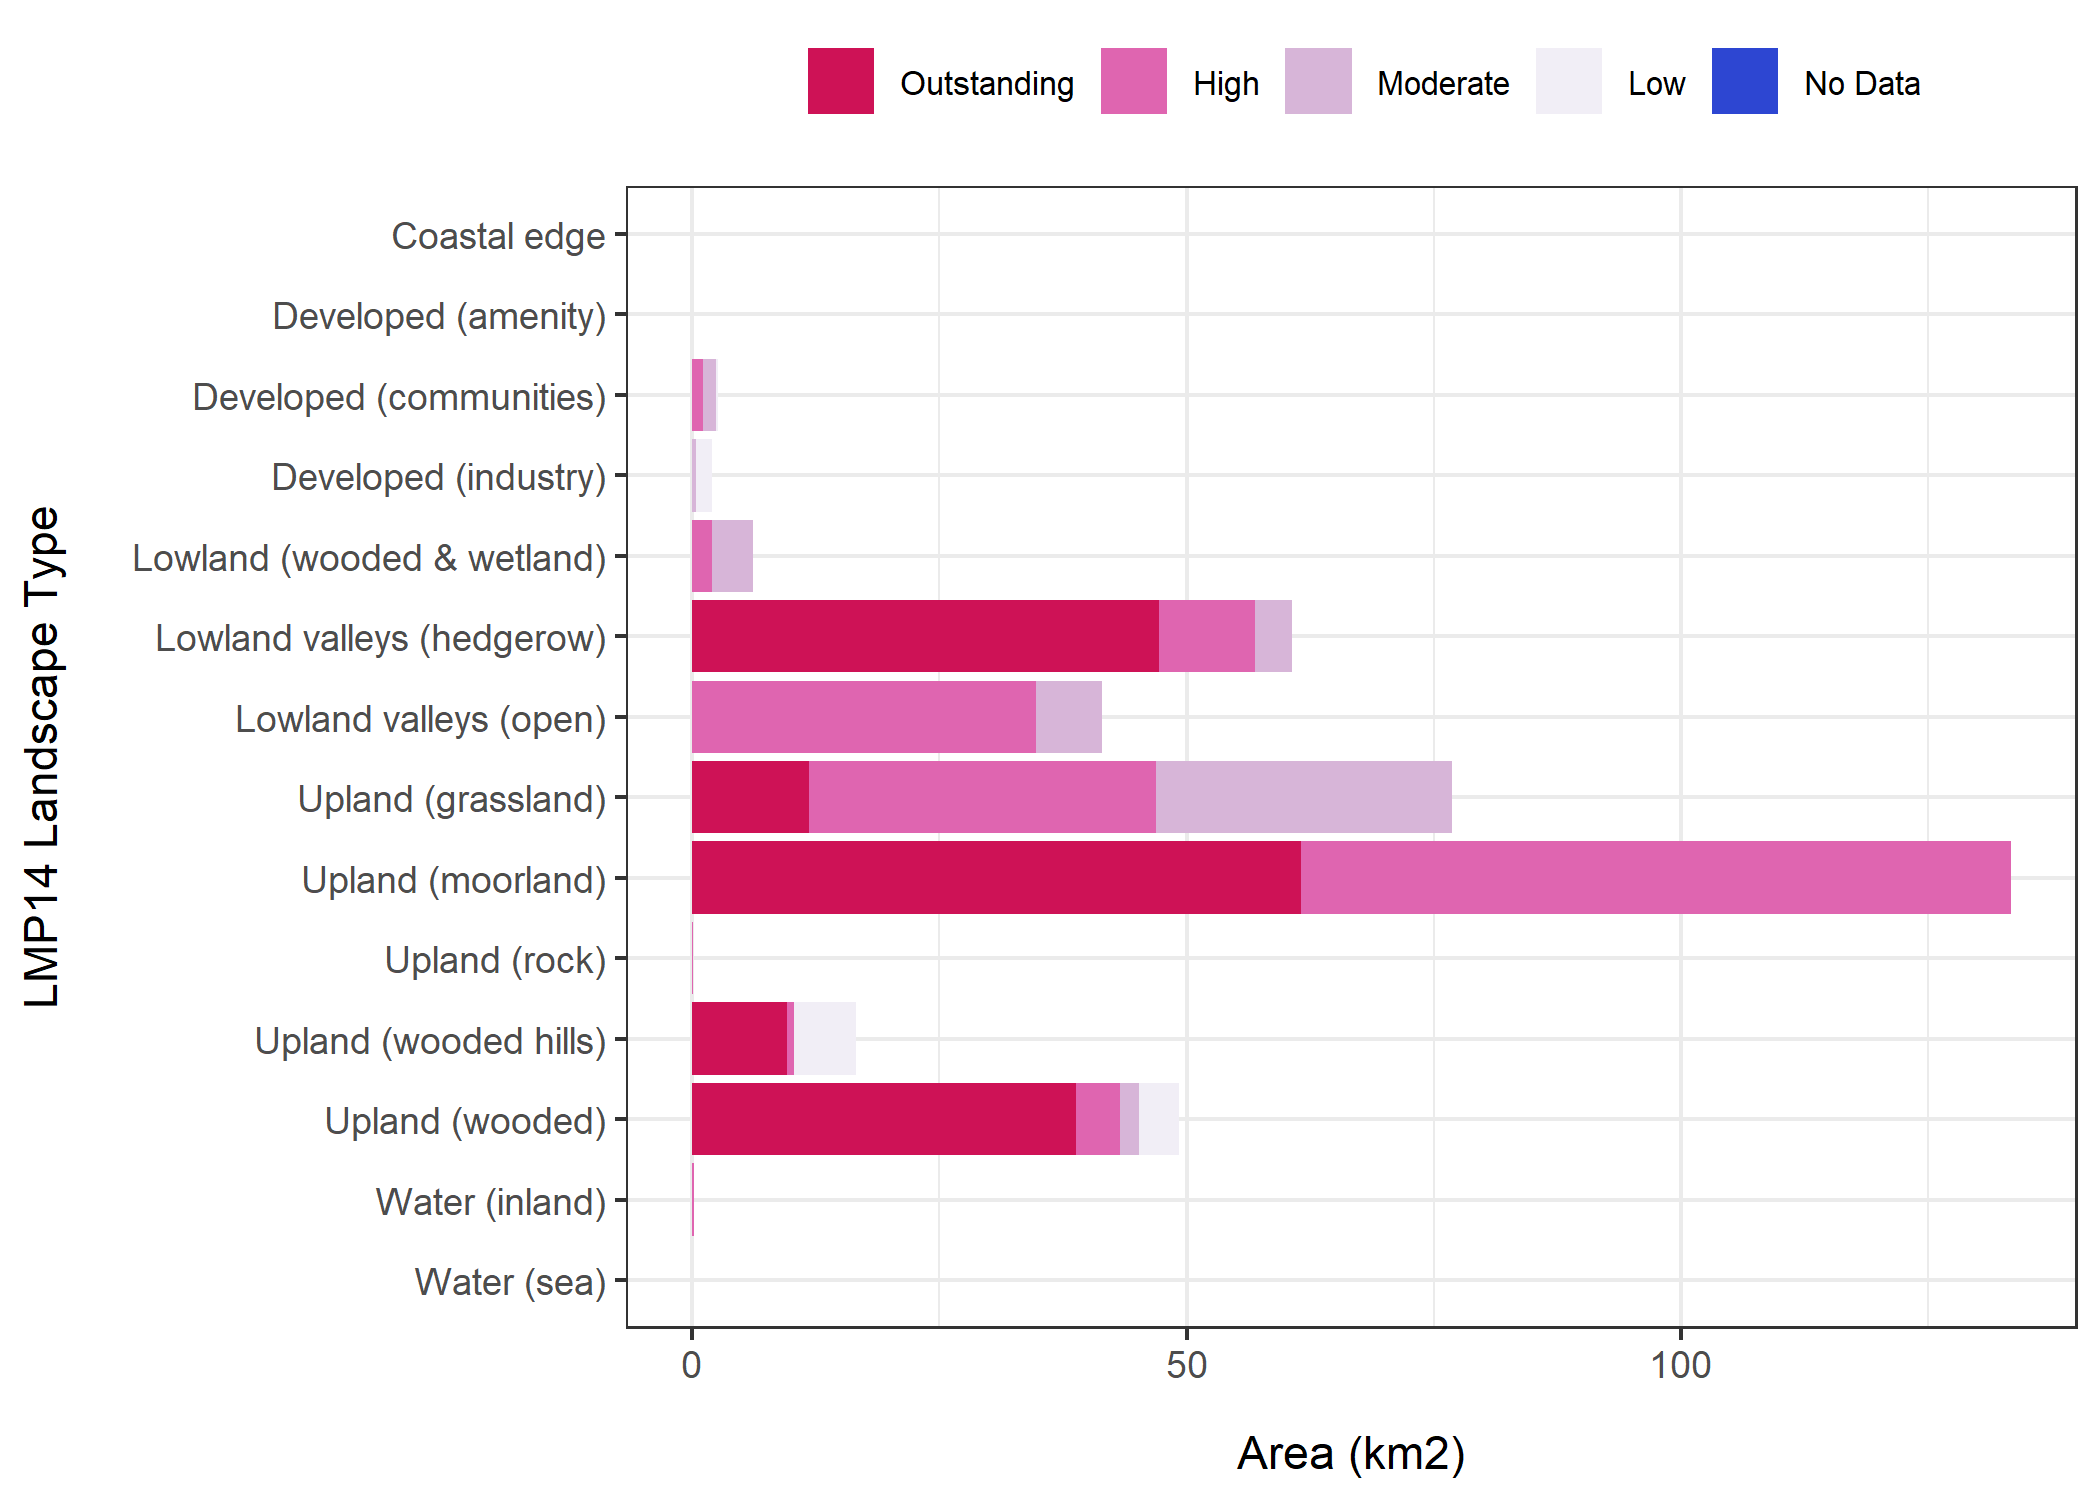 Outstanding High Moderate Low No Data
LMP14 Landscape Type
Coastal edge
Developed (amenity)
Developed (communities)
Developed (industry)
Lowland (wooded & wetland)
Lowland valleys (hedgerow)
Lowland valleys (open)
Upland (grassland)
Upland (moorland)
Upland (rock)
Upland (wooded hills)
Upland (wooded)
Water (inland)
Water (sea)
0 50 100
Area (km2)